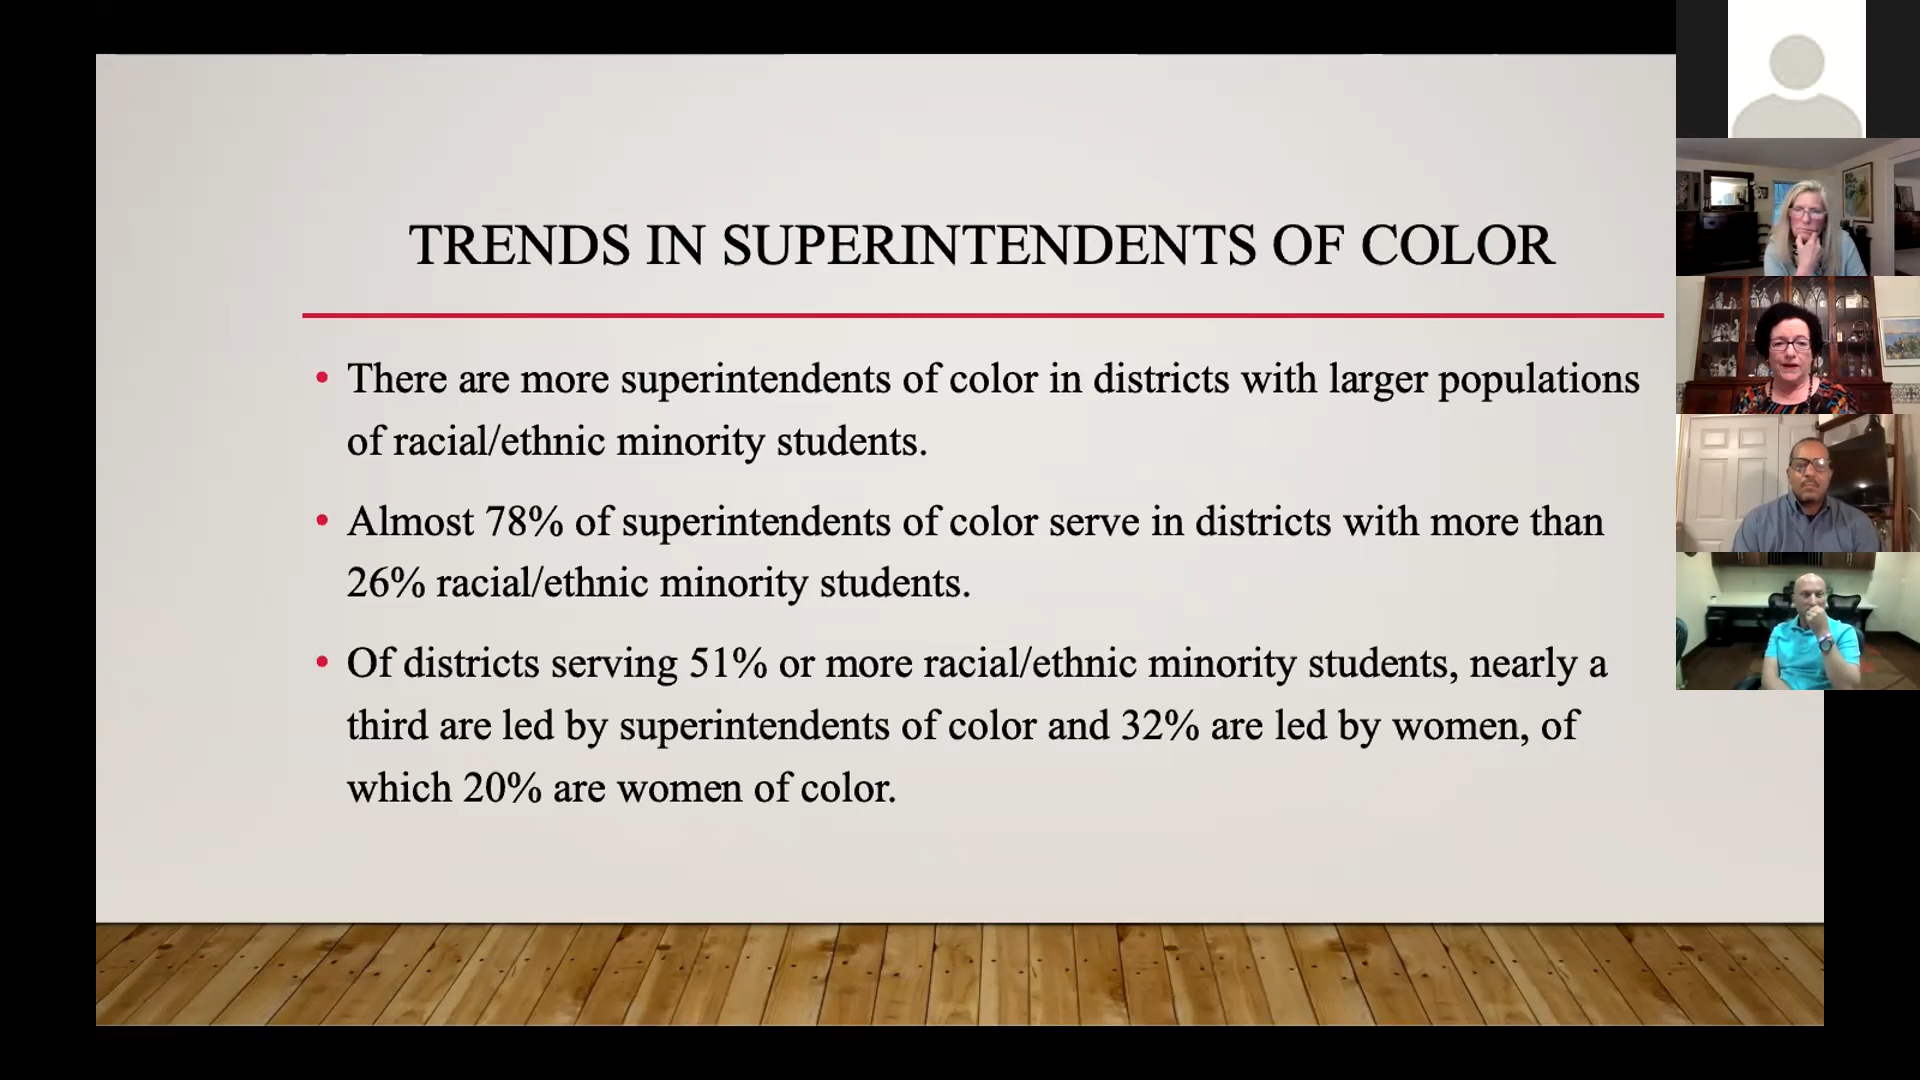 TRENDS IN SUPERINTENDENTS OF COLOR
• There are more superintendents of color in districts with larger populations
of racial/ethnic minority students.
• Almost 78% of superintendents of color serve in districts with more than
26% racial/ethnic minority students.
• Of districts serving 51% or more racial/ethnic minority students, nearly a
third are led by superintendents of color and 32% are led by women, of
which 20% are women of color.